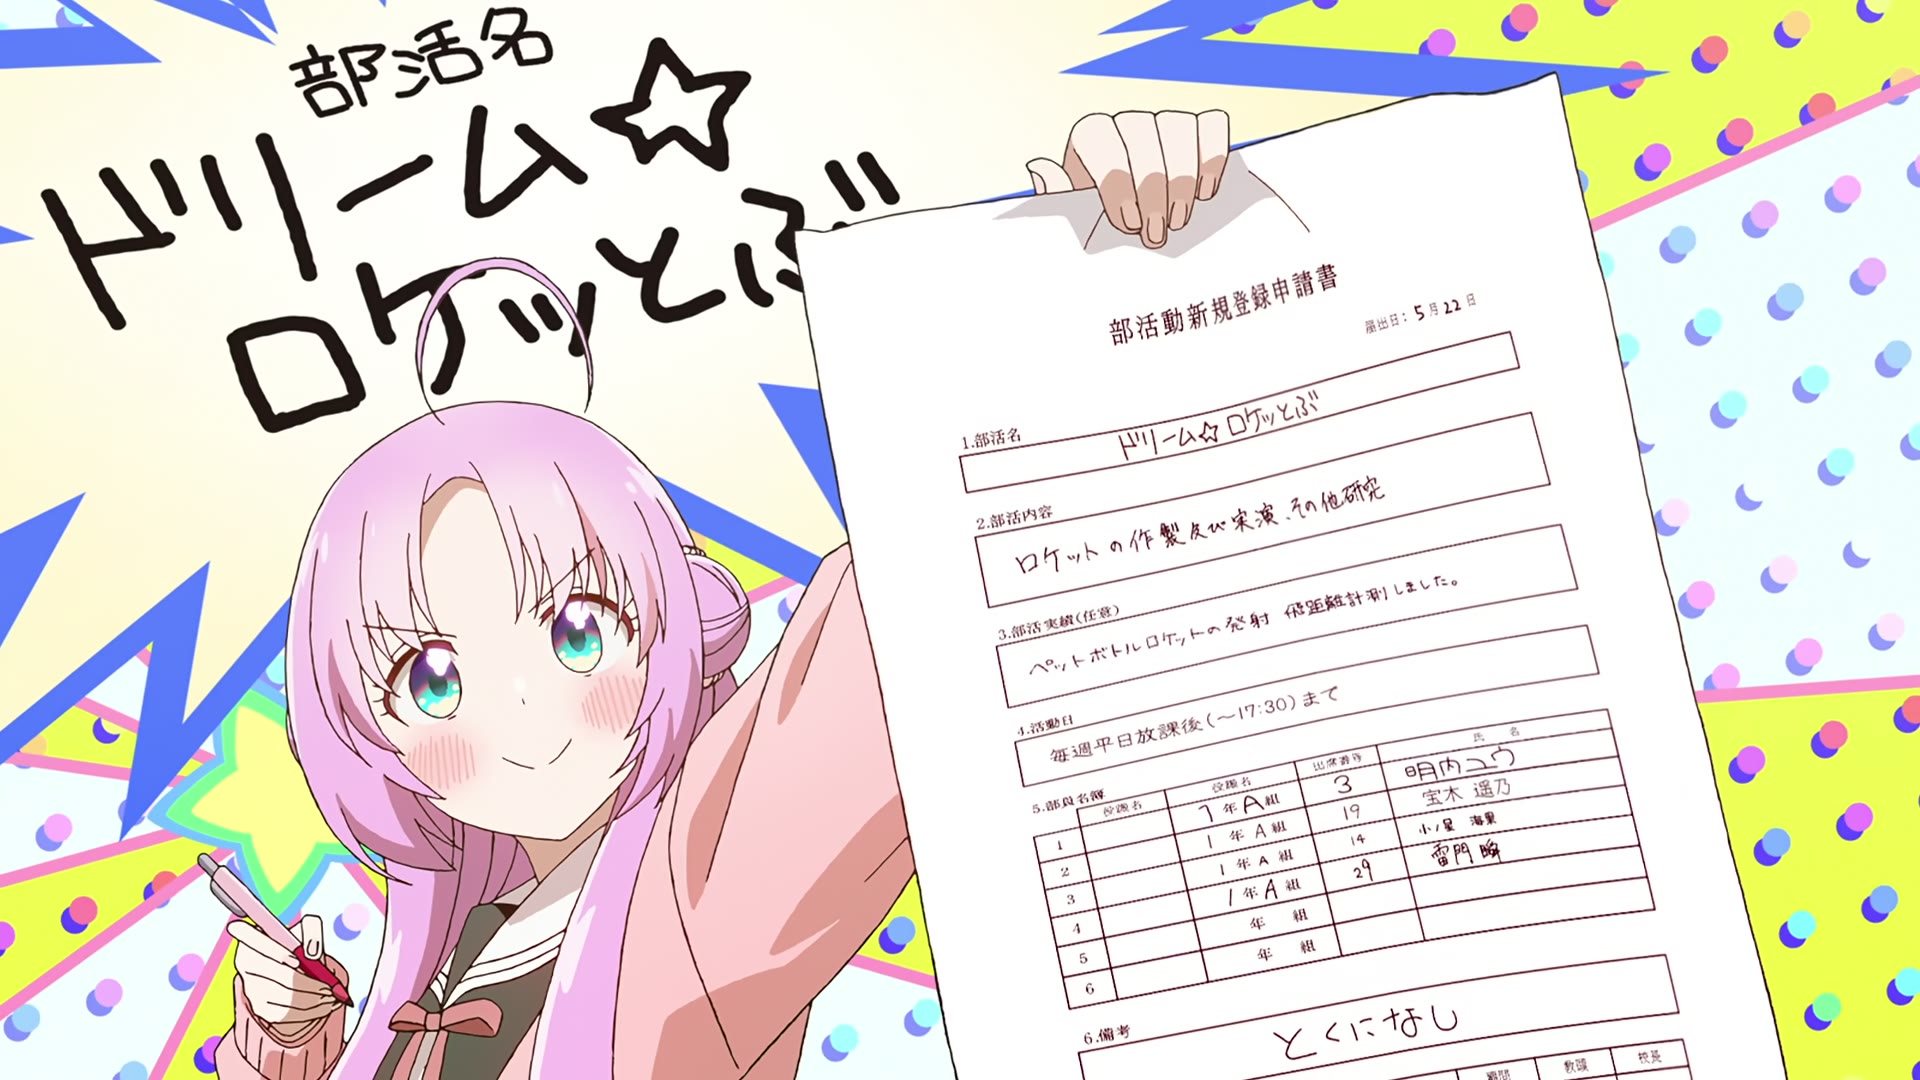 部活名
ドリーム☆
ロケッとぶ
部活動新規登録申請書
届出日:5月22日
1.部活名
ドリーム☆ロケッとぶ
2.部活内容
ロケットの作製及び実演、その他研究
3.部活実績(任意)
ペットボトルロケットの発射 飛距離計測しました。
4.活動日
毎週平日放課後(〜17:30)まで
5.部員名簿
役職名 役職名 出席番号 氏名
1 1年A組 3 明内ユウ
2 1年A組 19 宝木遥乃
3 1年A組 14 小ノ星 海果
4 1年A組 29 雷門 瞬
5 年 組
6 年 組
6.備考
とくになし
顧問 教頭 校長